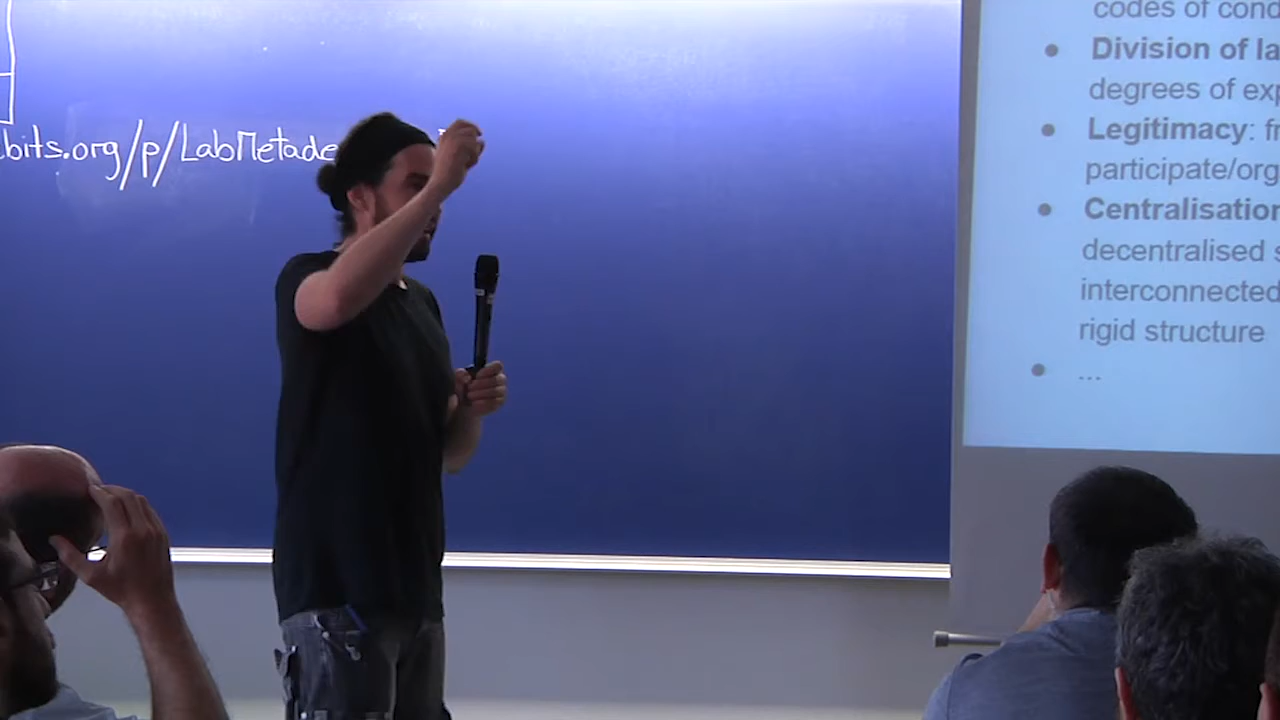 bits.org/p/LabMetade
codes of cond
Division of la
degrees of exp
Legitimacy: fr
participate/org
Centralisation
decentralised s
interconnected
rigid structure
...